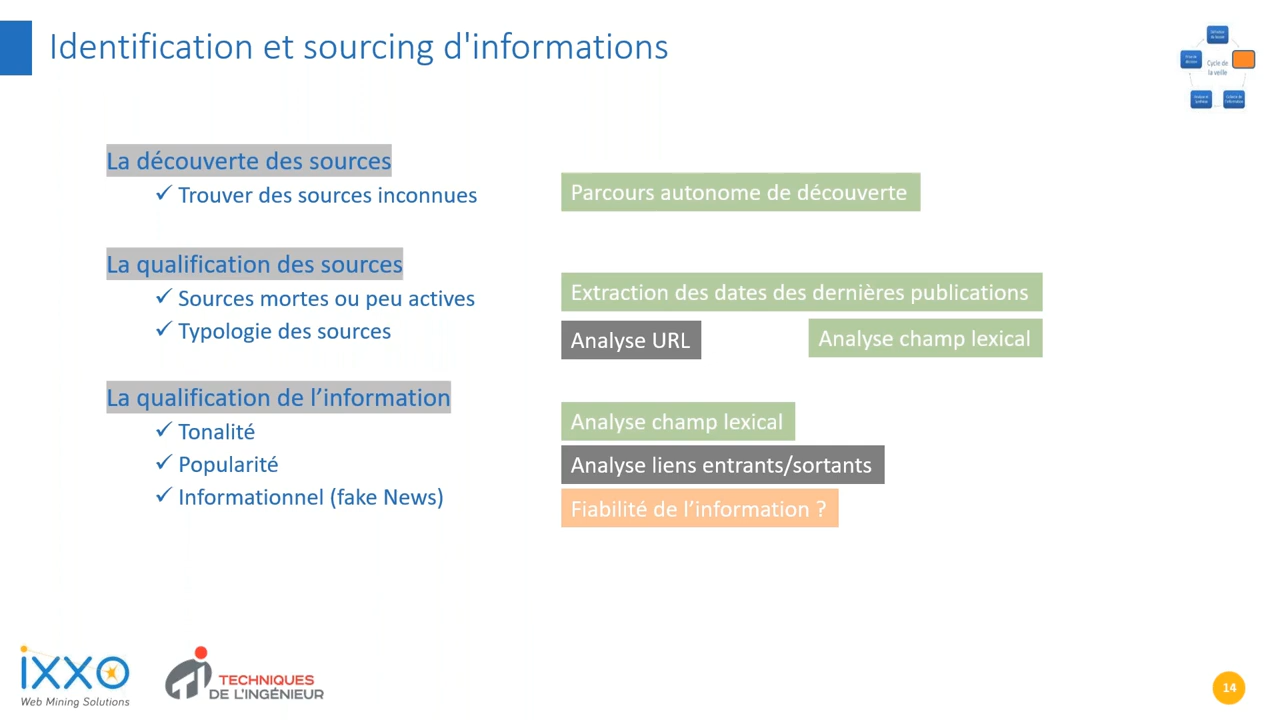 Identification et sourcing d'informations
Cycle de
la veille
La découverte des sources
✓ Trouver des sources inconnues
Parcours autonome de découverte
La qualification des sources
✓ Sources mortes ou peu actives
Extraction des dates des dernières publications
✓ Typologie des sources
Analyse URL
Analyse champ lexical
La qualification de l’information
✓ Tonalité
Analyse champ lexical
✓ Popularité
Analyse liens entrants/sortants
✓ Informationnel (fake News)
Fiabilité de l’information ?
ixxo
Web Mining Solutions
TECHNIQUES
DE L'INGÉNIEUR
14